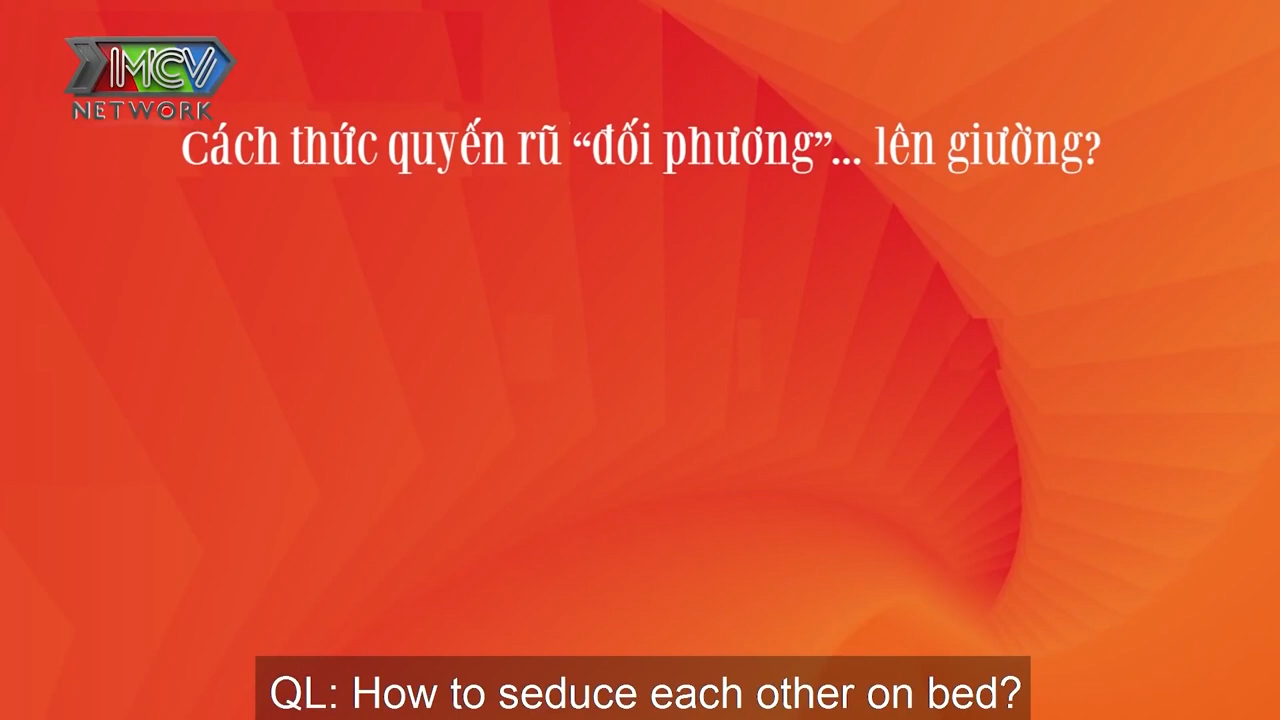 MCV
NETWORK
Cách thức quyến rũ “đối phương”... lên giường?
QL: How to seduce each other on bed?